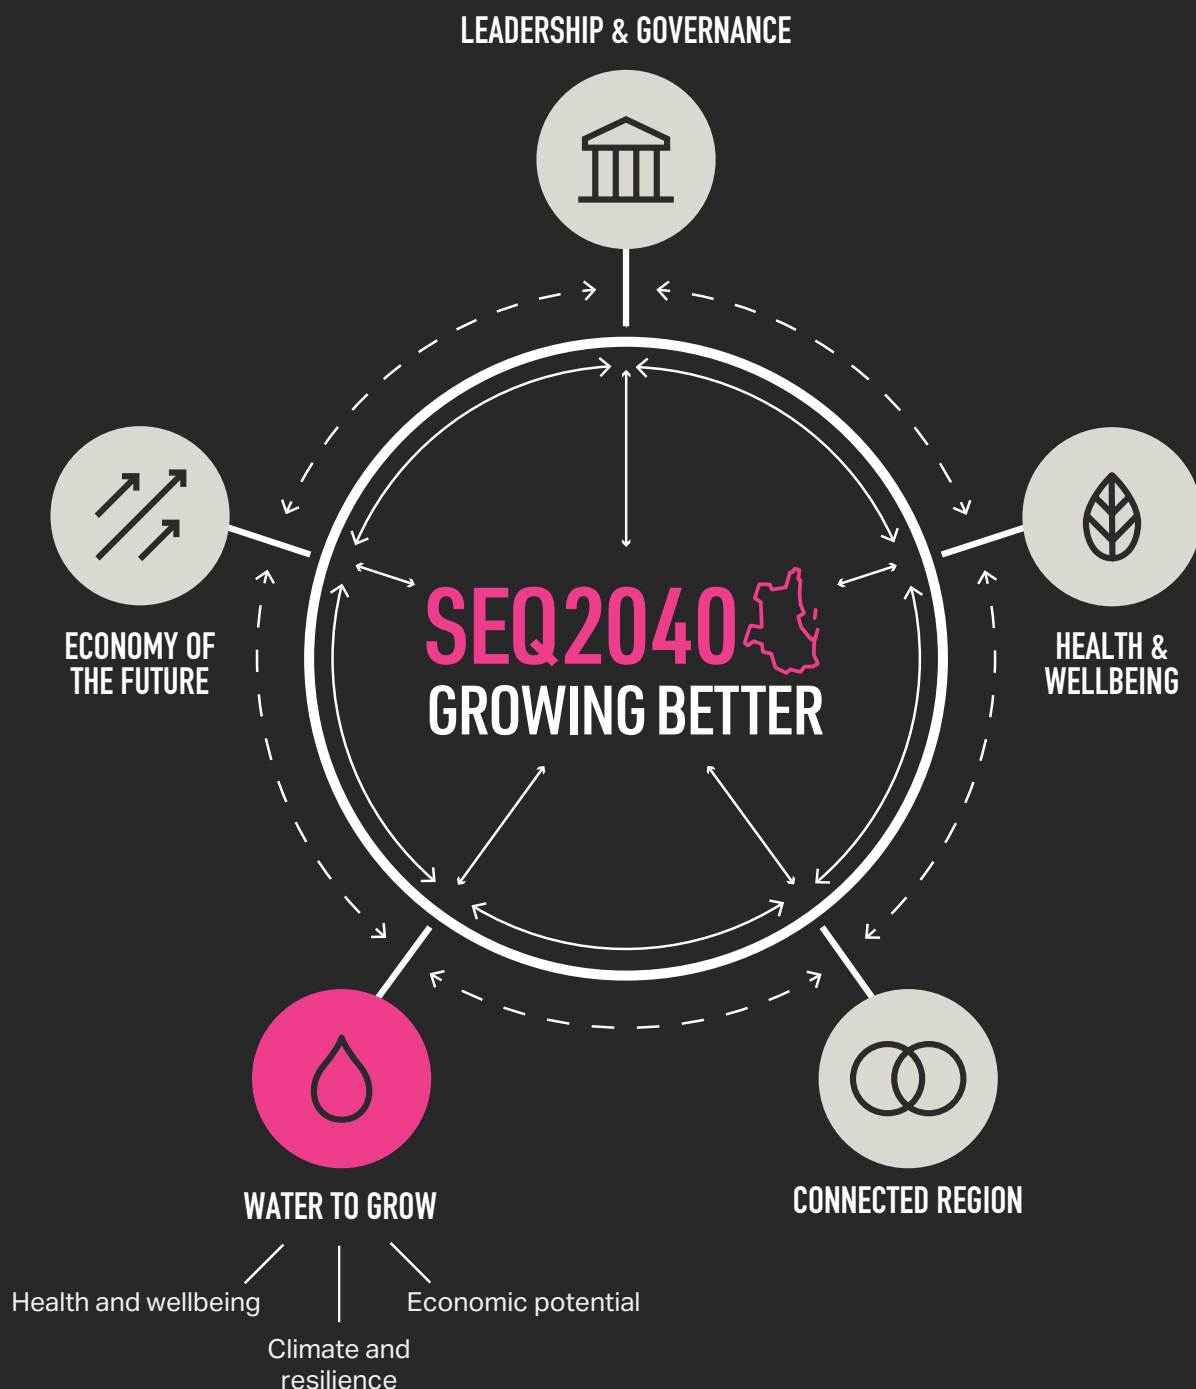 LEADERSHIP & GOVERNANCE
ECONOMY OF
THE FUTURE
HEALTH &
WELLBEING
SEQ2040
GROWING BETTER
WATER TO GROW
CONNECTED REGION
Health and wellbeing
Economic potential
Climate and
resilience